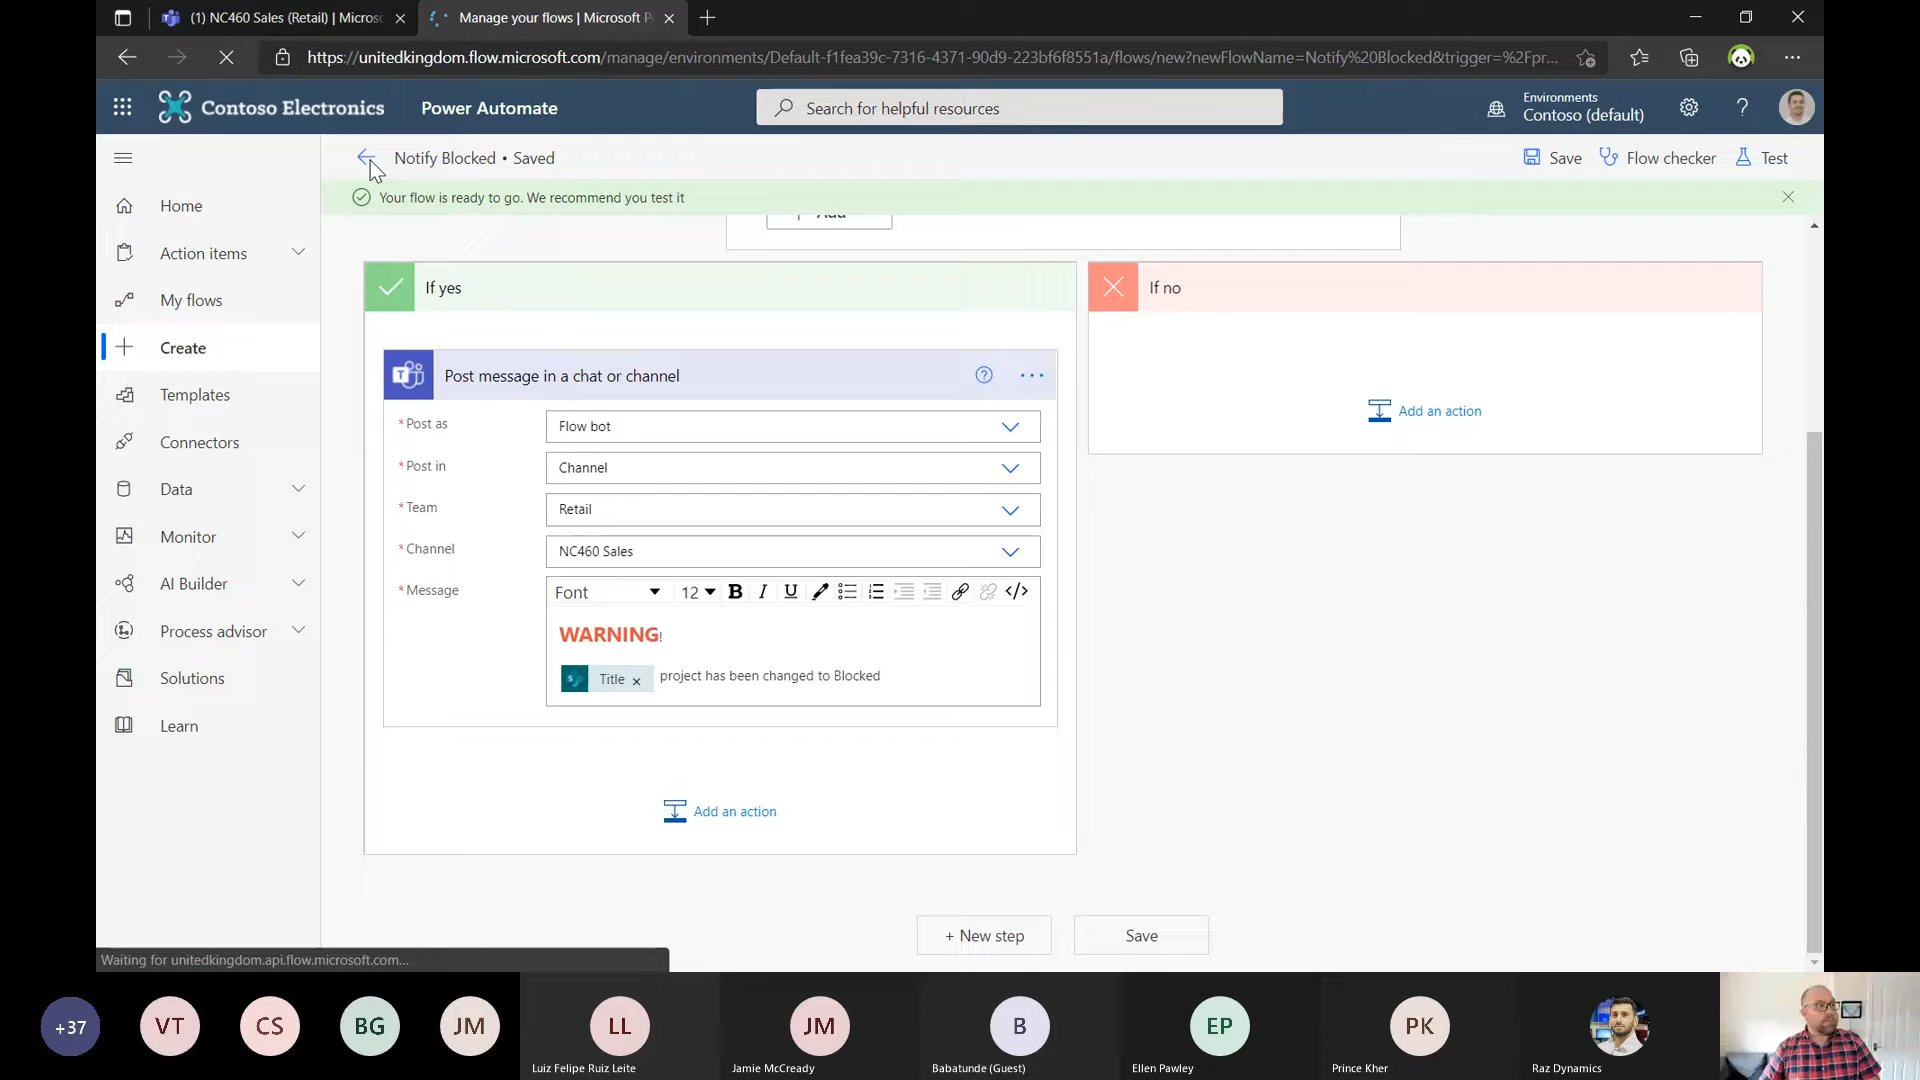 (1) NC460 Sales (Retail) | Micros
Manage your flows | Microsoft P
https://unitedkingdom.flow.microsoft.com/manage/environments/Default-f1fea39c-7316-4371-90d9-223bf6f8551a/flows/new?newFlowName=Notify%20Blocked&trigger=%2Fpr...
Contoso Electronics
Power Automate
Search for helpful resources
Environments
Contoso (default)
Notify Blocked • Saved
Save
Flow checker
Test
Your flow is ready to go. We recommend you test it
Home
Action items
My flows
Create
Templates
Connectors
Data
Monitor
AI Builder
Process advisor
Solutions
Learn
+ Add
If yes
If no
Post message in a chat or channel
* Post as
Flow bot
* Post in
Channel
* Team
Retail
* Channel
NC460 Sales
* Message
Font
12
B I U
</>
WARNING!
Title × project has been changed to Blocked
Add an action
Add an action
+ New step
Save
Waiting for unitedkingdom.api.flow.microsoft.com...
+37
VT
CS
BG
JM
LL
JM
B
EP
PK
Luiz Felipe Ruiz Leite
Jamie McCready
Babatunde (Guest)
Ellen Pawley
Prince Kher
Raz Dynamics